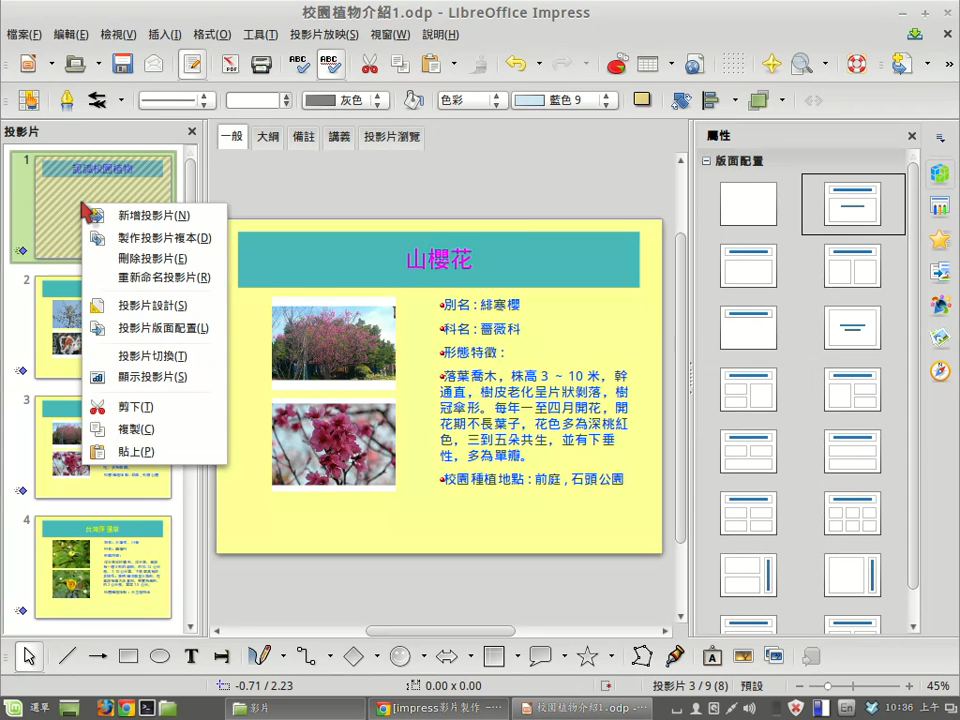 校園植物介紹1.odp - LibreOffice Impress
檔案(F) 編輯(E) 檢視(V) 插入(I) 格式(O) 工具(T) 投影片放映(S) 視窗(W) 說明(H)
灰色 色彩 藍色 9
投影片
一般 大綱 備註 講義 投影片瀏覽
屬性
版面配置
1
認識校園植物
新增投影片(N)
製作投影片複本(D)
刪除投影片(E)
重新命名投影片(R)
投影片設計(S)
投影片版面配置(L)
投影片切換(T)
顯示投影片(S)
剪下(T)
複製(C)
貼上(P)
2
3
4
山櫻花
別名 : 緋寒櫻
科名 : 薔薇科
形態特徵 :
落葉喬木，株高 3 ~ 10 米，幹
通直，樹皮老化呈片狀剝落，樹
冠傘形。每年一至四月開花，開
花期不長葉子，花色多為深桃紅
色，三到五朵共生，並有下垂
性，多為單瓣。
校園種植地點 : 前庭 , 石頭公園
-0.71 / 2.23 0.00 x 0.00 投影片 3 / 9 (8) 預設 45%
選單 影片 [impress影片製作 –··· 校園植物介紹1.odp -··· En 10:36 上午